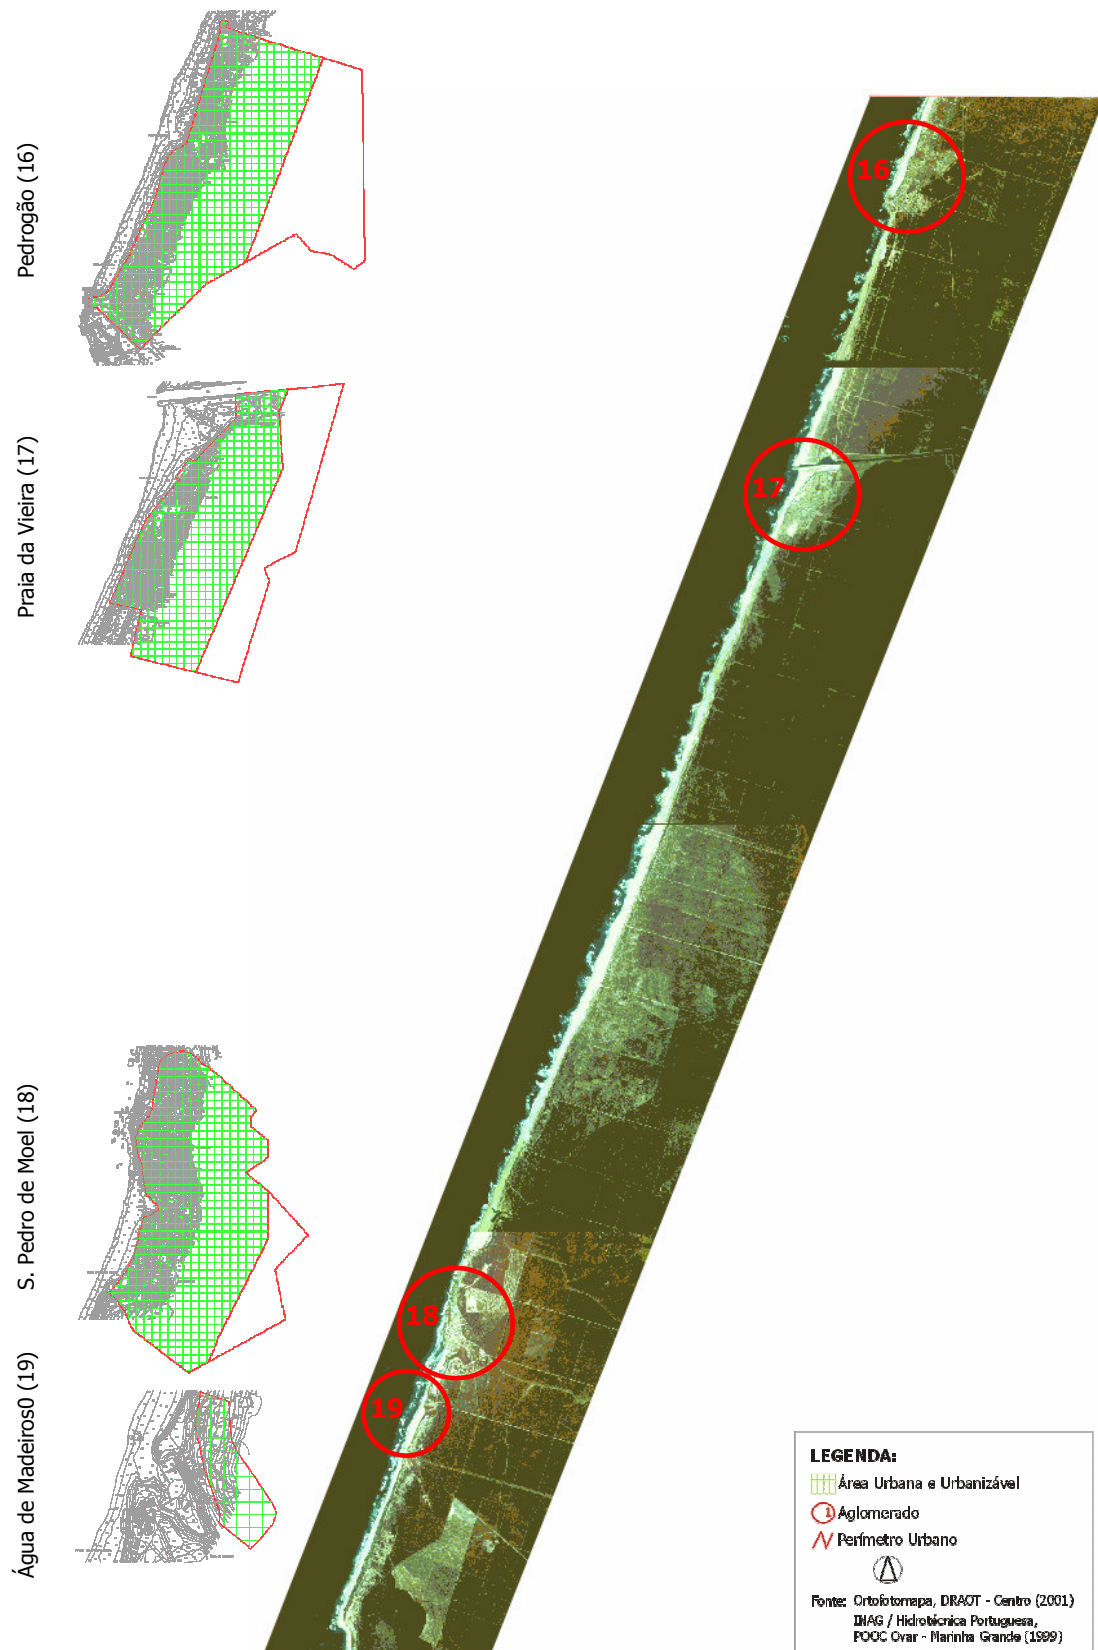 Pedrogão (16)
Praia da Vieira (17)
S. Pedro de Moel (18)
Água de Madeiros0 (19)
16
17
18
19
LEGENDA:
Área Urbana e Urbanizável
1 Aglomerado
Perímetro Urbano
Fonte: Ortofotomapa, DRAOT - Centro (2001)
INAG / Hidrotécnica Portuguesa,
POOC Ovar - Marinha Grande (1999)